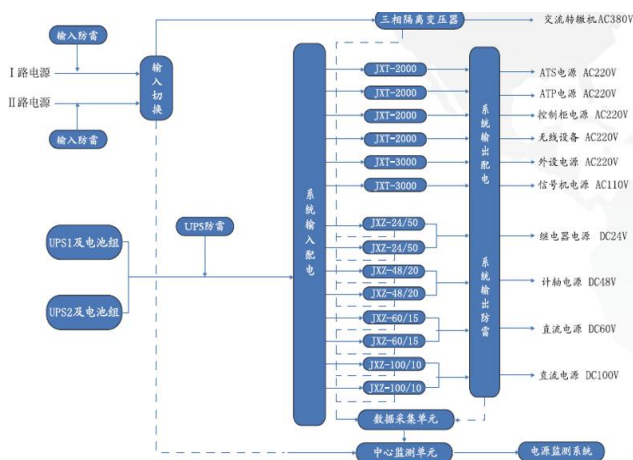 三相隔离变压器
交流转辙机AC380V
输入防雷
I路电源
II路电源
输入防雷
输入切换
UPS1及电池组
UPS2及电池组
UPS防雷
系统输入配电
JXT-2000
JXT-2000
JXT-2000
JXT-2000
JXT-3000
JXT-3000
JXZ-24/50
JXZ-24/50
JXZ-48/20
JXZ-48/20
JXZ-60/15
JXZ-60/15
JXZ-100/10
JXZ-100/10
系统输出配电
系统输出防雷
ATS电源 AC220V
ATP电源 AC220V
控制柜电源 AC220V
无线设备 AC220V
外设电源 AC220V
信号机电源 AC110V
继电器电源 DC24V
计轴电源 DC48V
直流电源 DC60V
直流电源 DC100V
数据采集单元
中心监测单元
电源监测系统